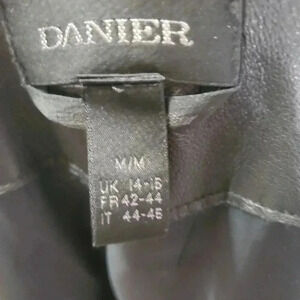 DANIER
M/M
UK 14-16
FR 42-44
IT 44-46